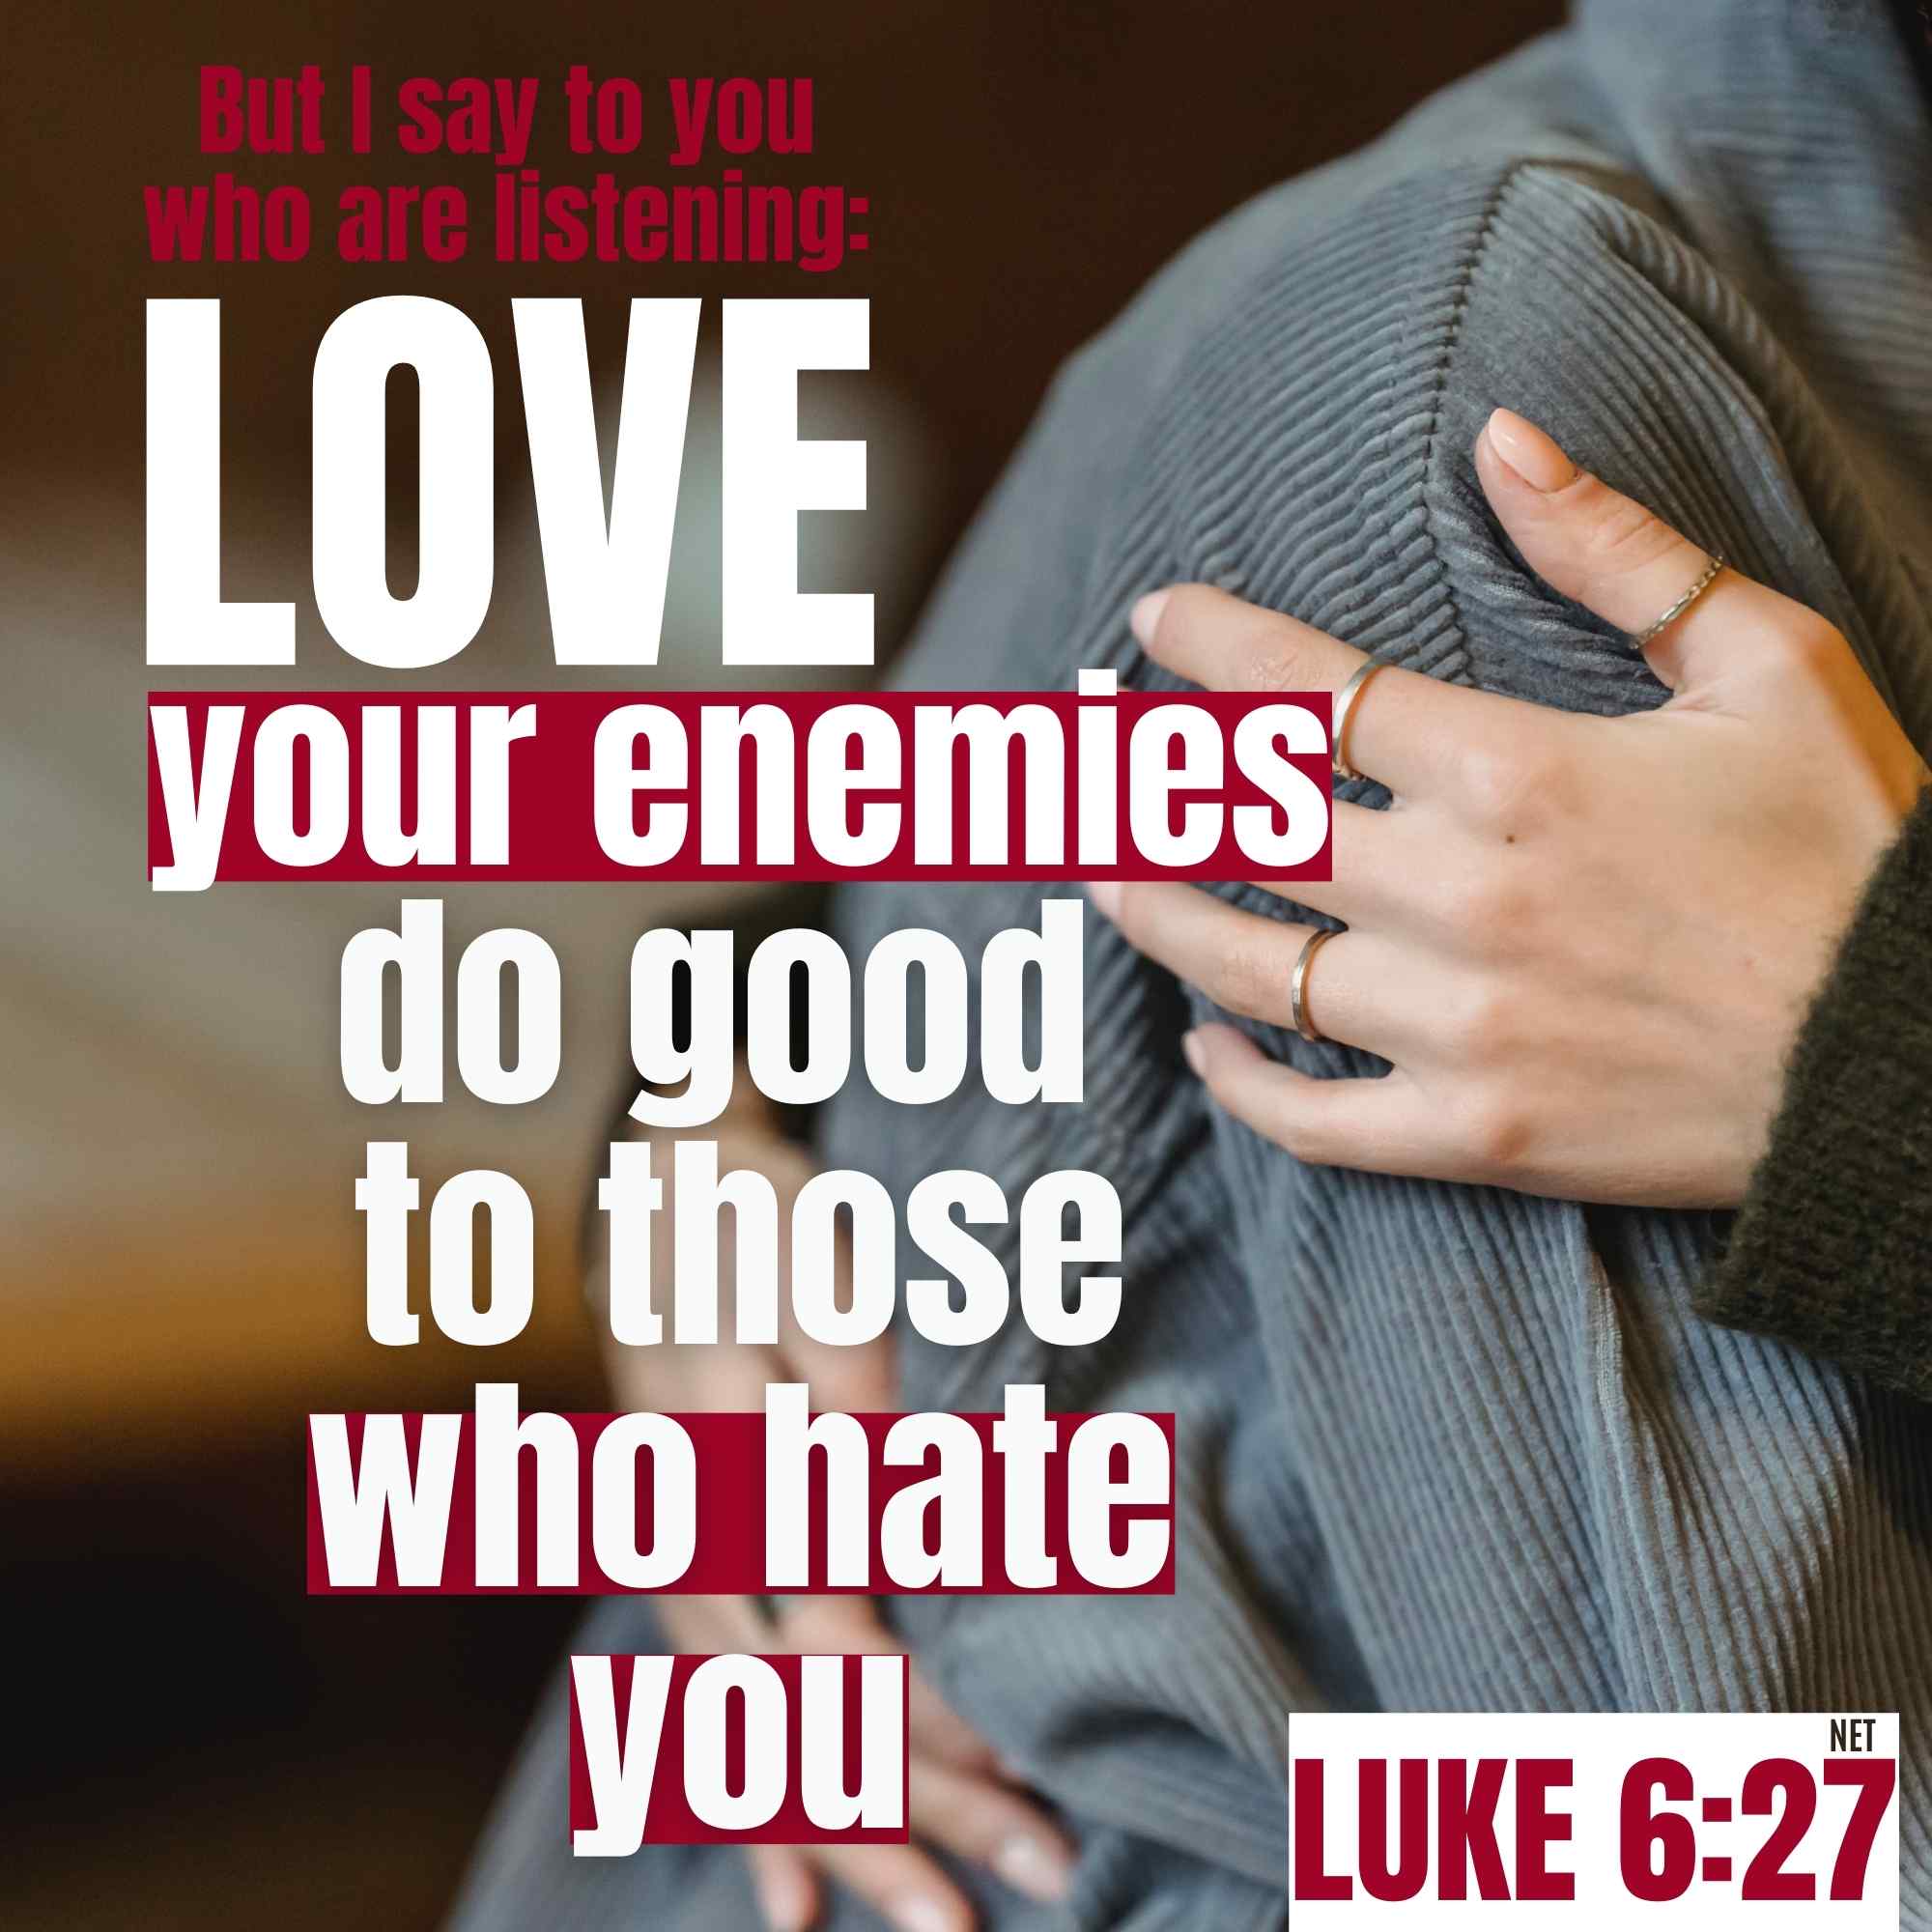 But I say to you
who are listening:
LOVE
your enemies
do good
to those
who hate
you
NET
LUKE 6:27